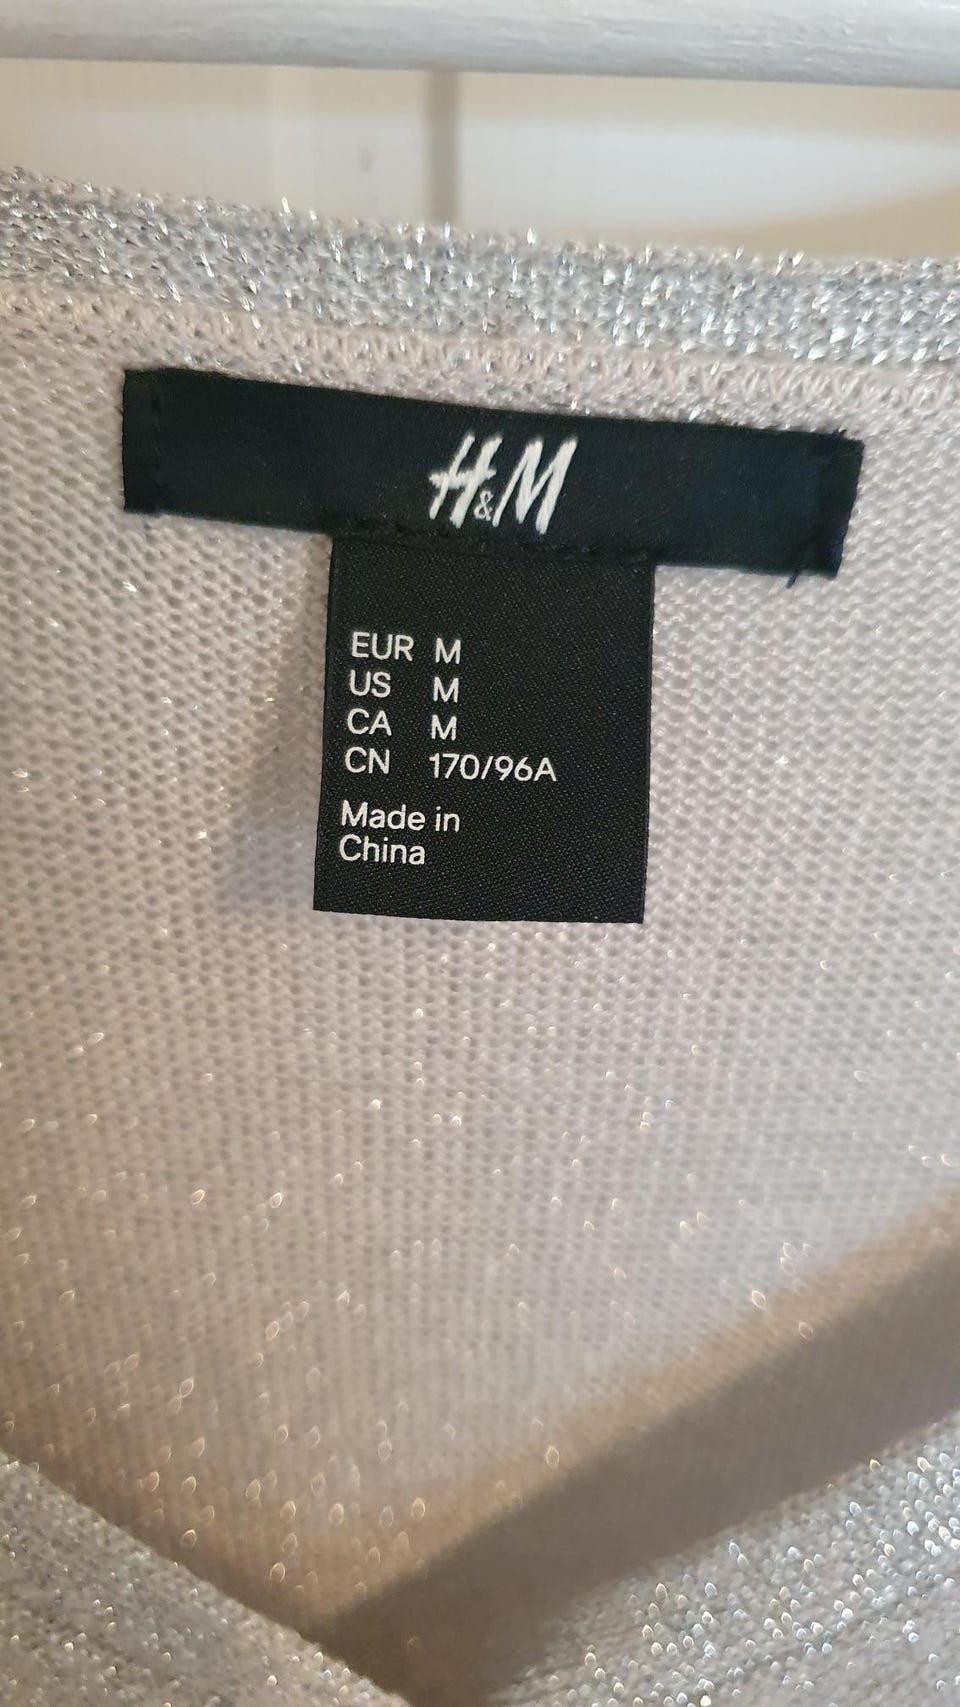 H&M
EUR M
US M
CA M
CN 170/96A
Made in
China